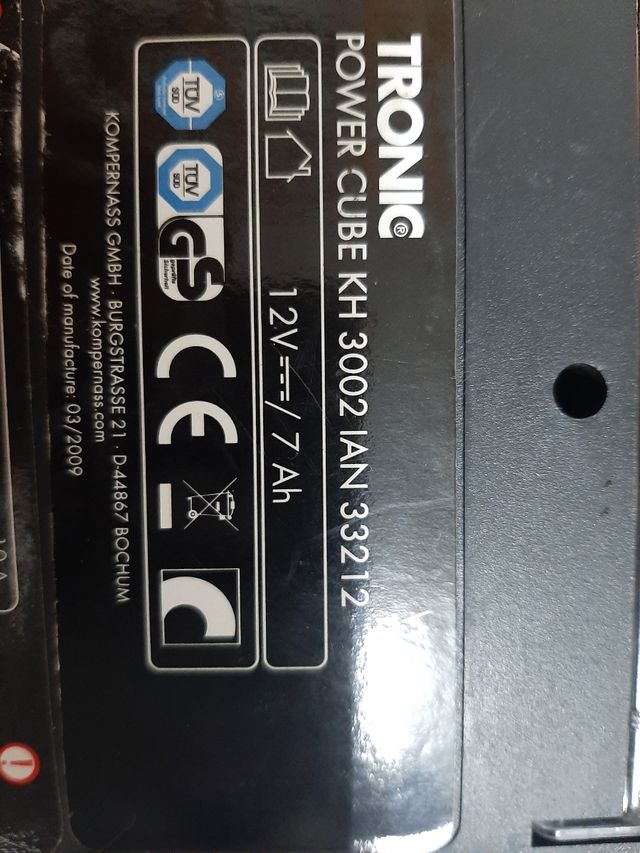 TRONIC®
POWER CUBE KH 3002 IAN 33212
12V / 7 Ah
TÜV
SÜD
TÜV
SÜD
GS
geprüfte
Sicherheit
CE
KOMPERNASS GMBH · BURGSTRASSE 21 · D-44867 BOCHUM
www.kompernass.com
Date of manufacture: 03/2009
10A